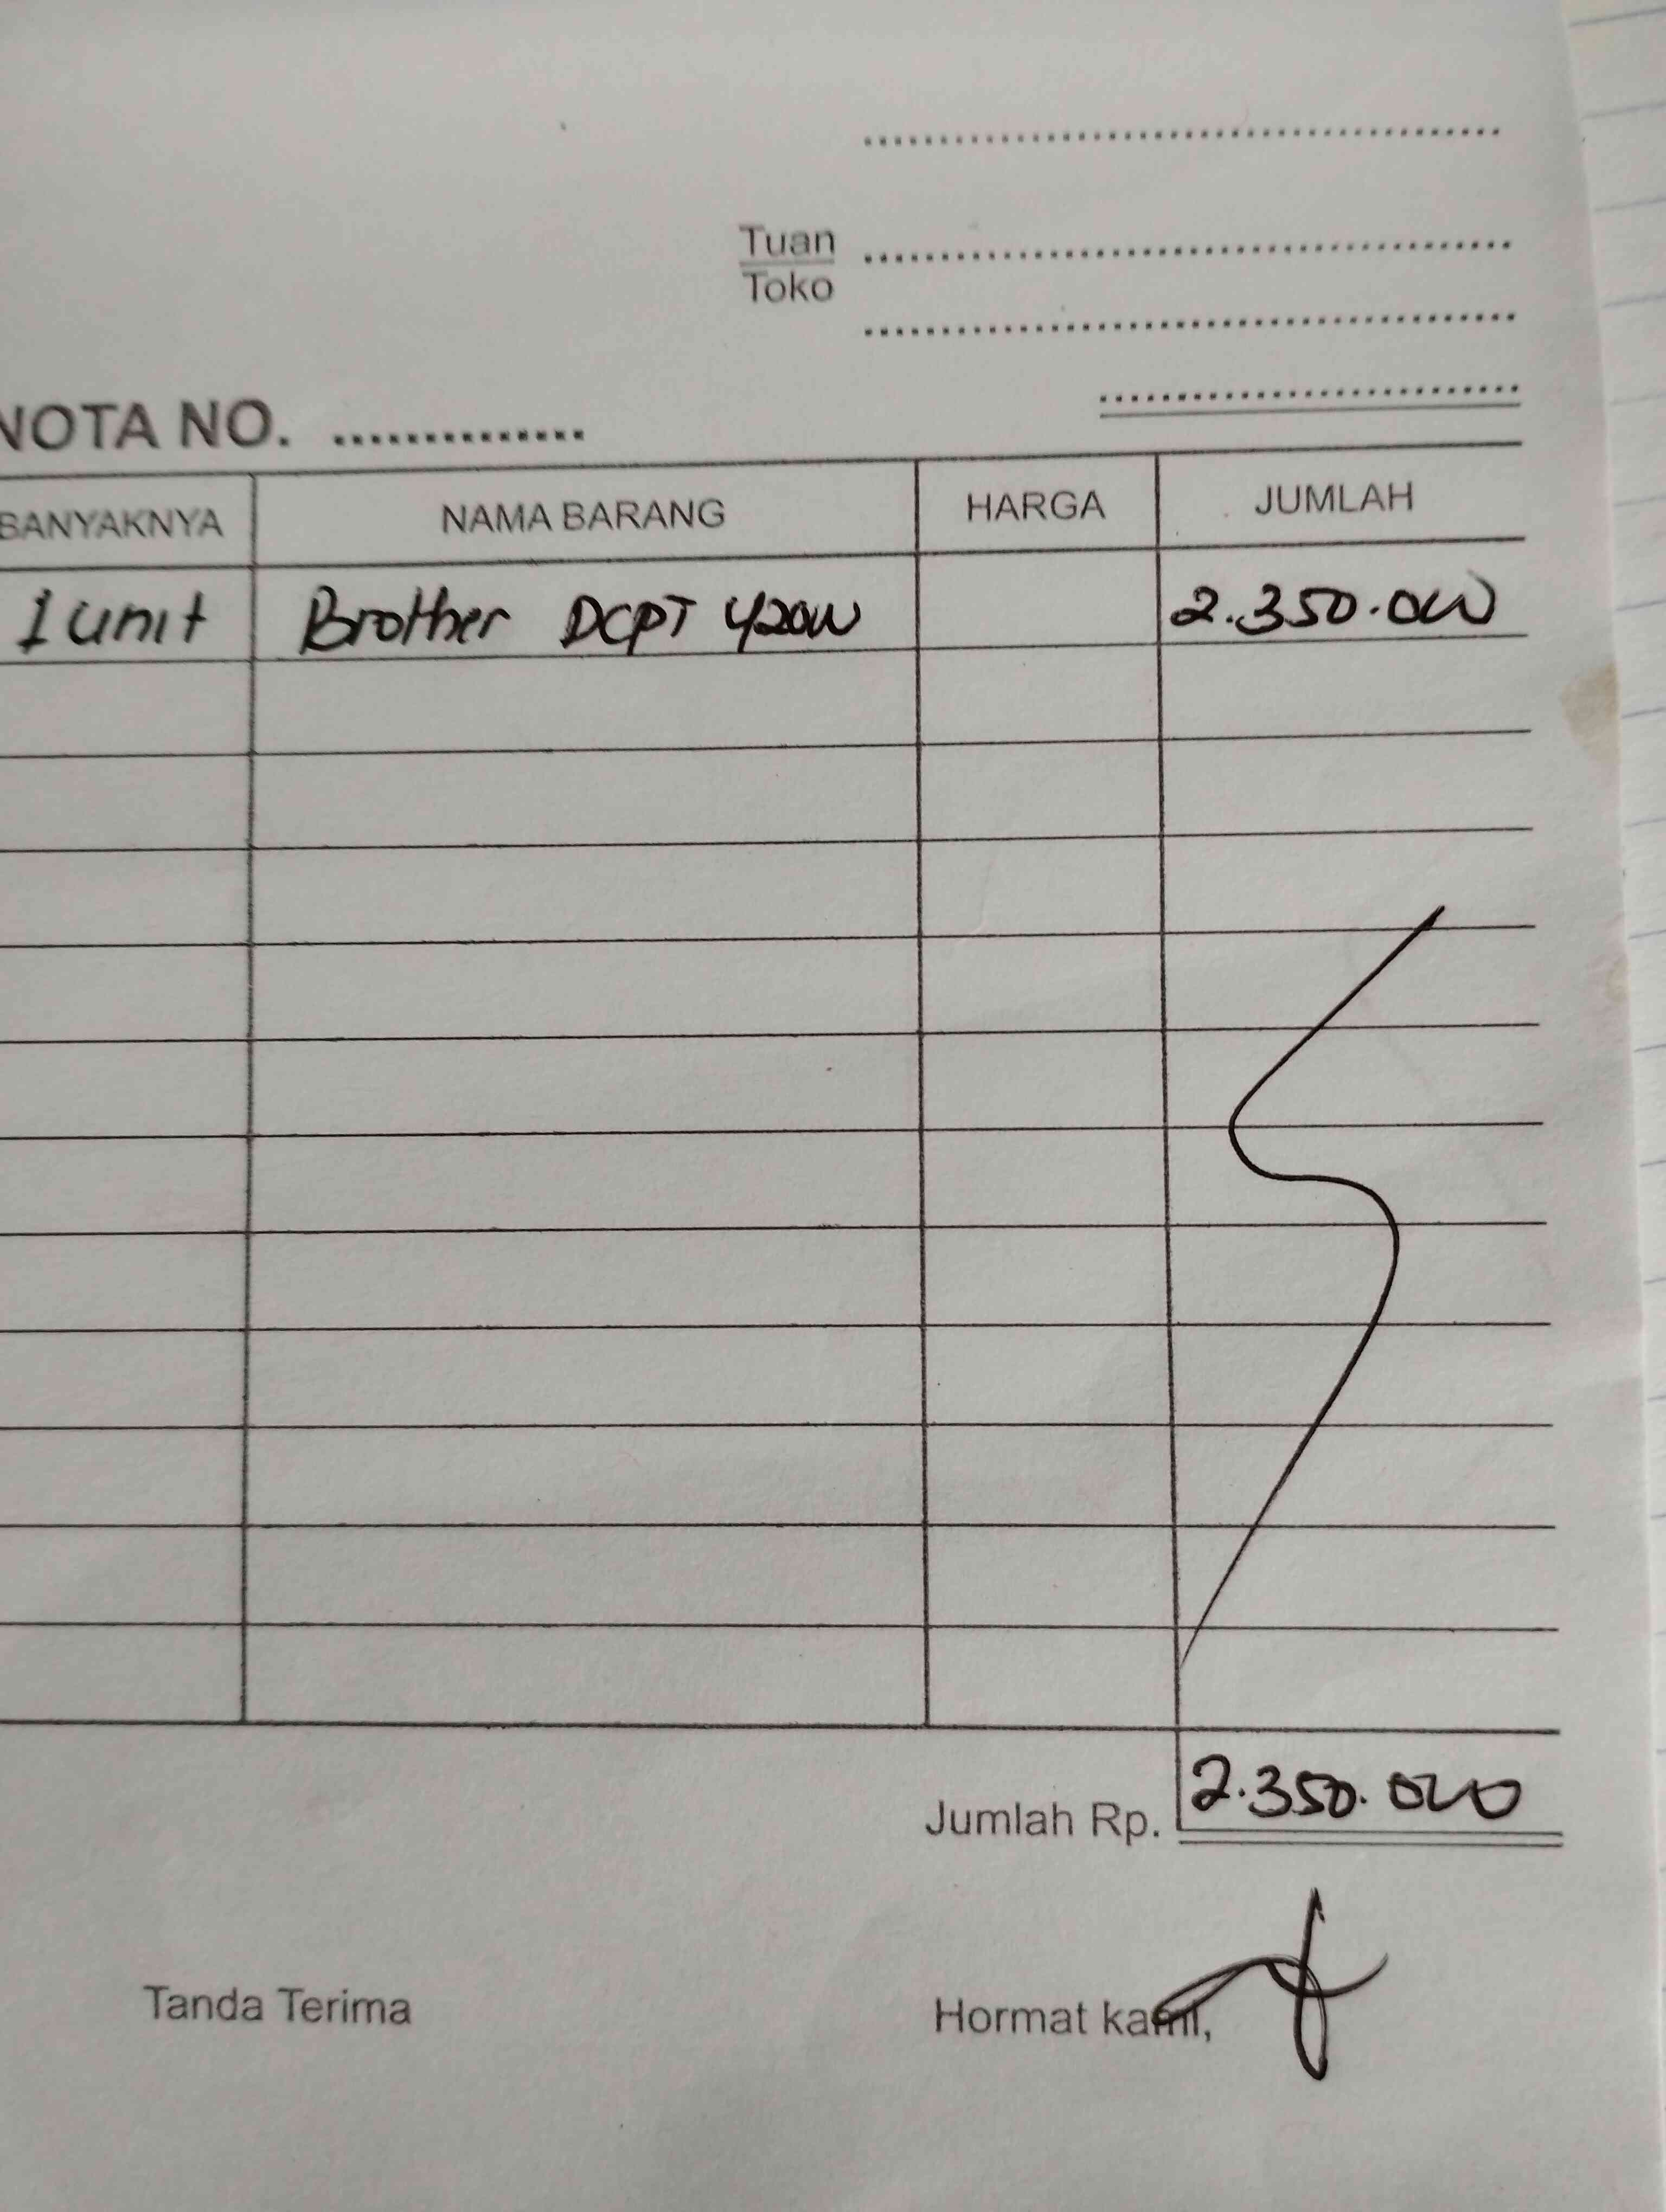 Tuan
Toko
NOTA NO.
BANYAKNYA NAMA BARANG HARGA JUMLAH
1 unit Brother DCPT 420W 2.350.000
Jumlah Rp. 2.350.000
Tanda Terima Hormat kami,